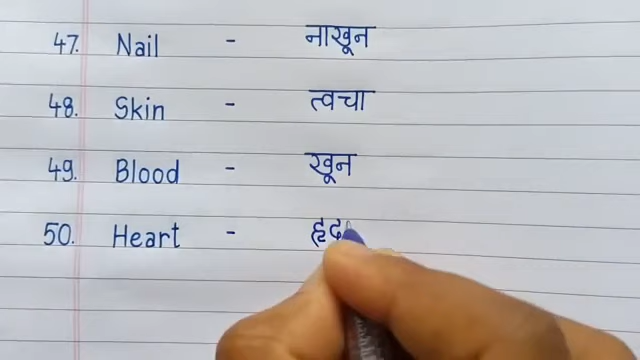 47. Nail - नाखून
48. Skin - त्वचा
49. Blood - खून
50. Heart - हृद